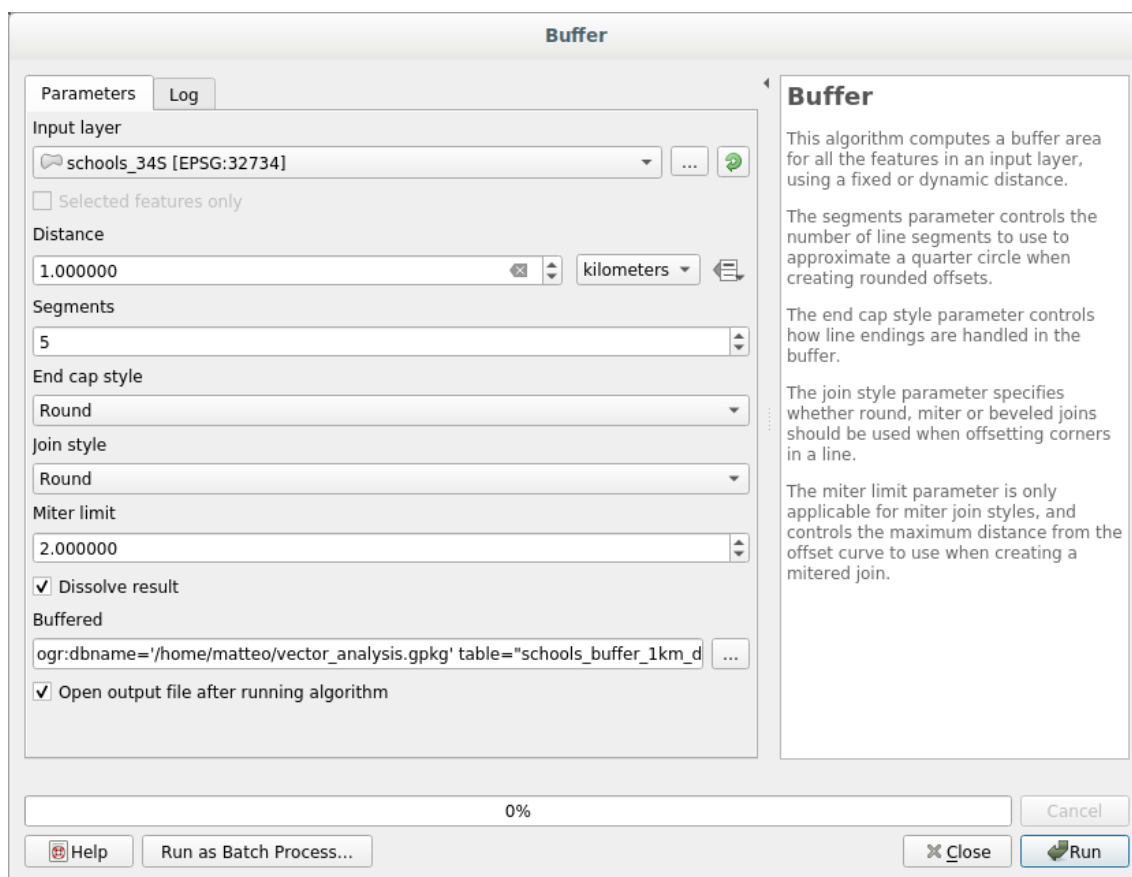 Buffer
Parameters
Log
Input layer
schools_34S [EPSG:32734]
...
Selected features only
Distance
1.000000
kilometers
Segments
5
End cap style
Round
Join style
Round
Miter limit
2.000000
Dissolve result
Buffered
ogr:dbname='/home/matteo/vector_analysis.gpkg' table="schools_buffer_1km_d
...
Open output file after running algorithm
Buffer
This algorithm computes a buffer area
for all the features in an input layer,
using a fixed or dynamic distance.
The segments parameter controls the
number of line segments to use to
approximate a quarter circle when
creating rounded offsets.
The end cap style parameter controls
how line endings are handled in the
buffer.
The join style parameter specifies
whether round, miter or beveled joins
should be used when offsetting corners
in a line.
The miter limit parameter is only
applicable for miter join styles, and
controls the maximum distance from the
offset curve to use when creating a
mitered join.
0%
Cancel
Help
Run as Batch Process...
Close
Run